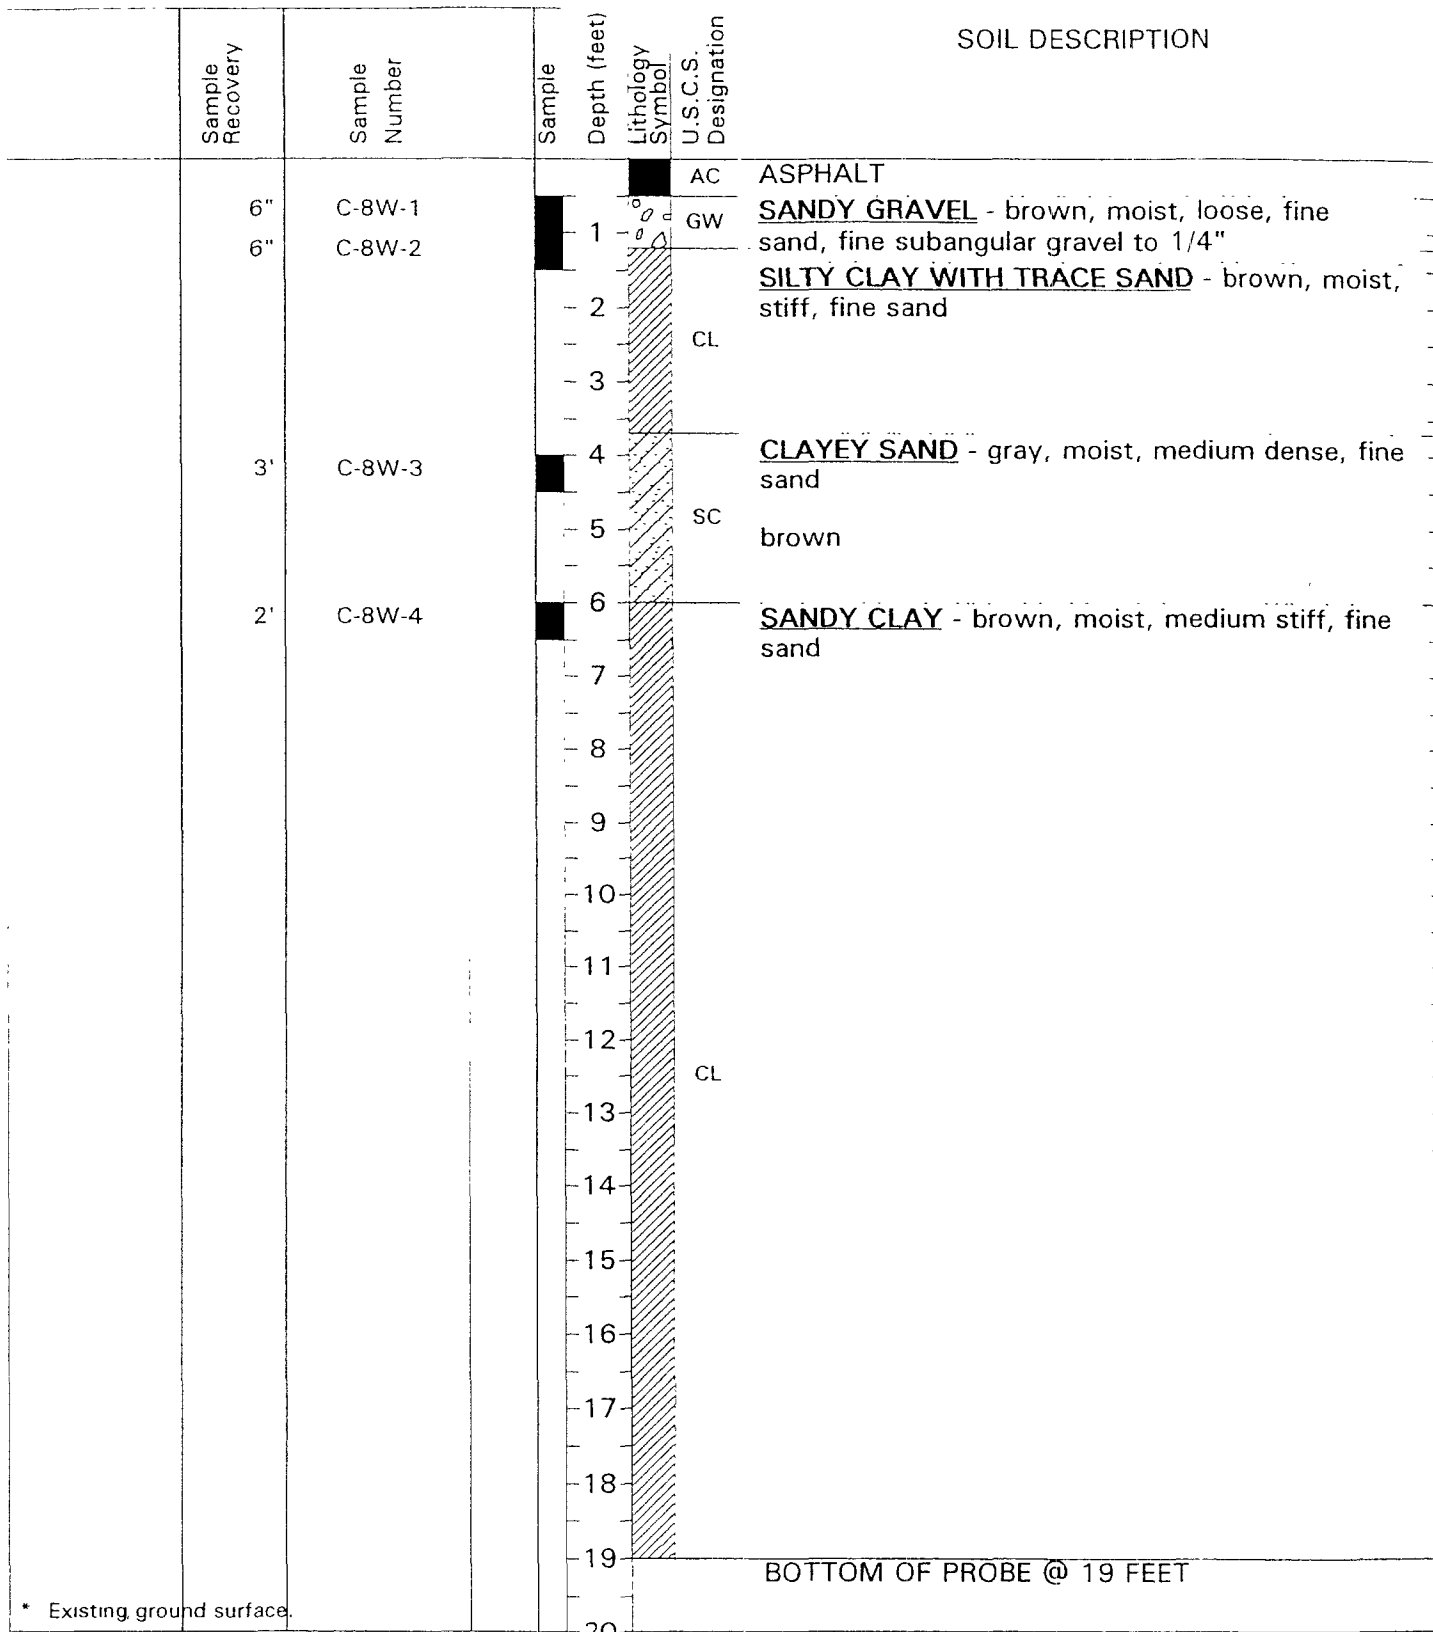 Sample Recovery
Sample Number
Sample
Depth (feet)
Lithology Symbol
U.S.C.S. Designation
SOIL DESCRIPTION
AC ASPHALT
6" C-8W-1 GW SANDY GRAVEL - brown, moist, loose, fine
1 sand, fine subangular gravel to 1/4"
6" C-8W-2
SILTY CLAY WITH TRACE SAND - brown, moist,
2 stiff, fine sand
CL
3
4 CLAYEY SAND - gray, moist, medium dense, fine
3' C-8W-3 sand
SC
5 brown
6
2' C-8W-4 SANDY CLAY - brown, moist, medium stiff, fine
sand
7
8
9
10
11
12
CL
13
14
15
16
17
18
19
BOTTOM OF PROBE @ 19 FEET
* Existing ground surface.
20